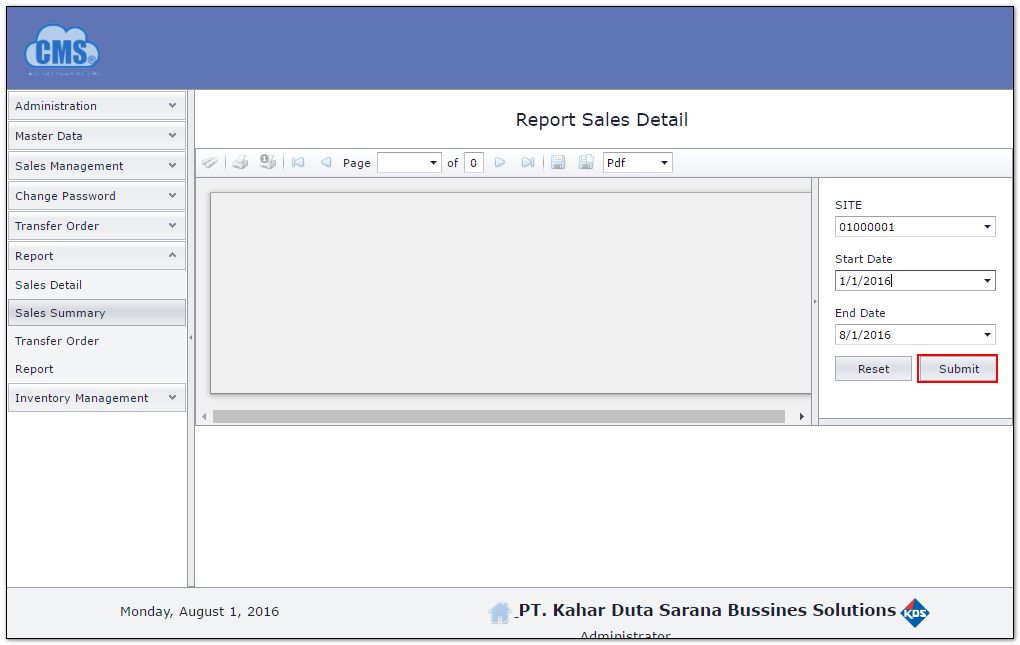 CMS®
Report Sales Detail
Administration
Master Data
Sales Management
Change Password
Transfer Order
Report
Sales Detail
Sales Summary
Transfer Order
Report
Inventory Management
Page of 0 Pdf
SITE
01000001
Start Date
1/1/2016
End Date
8/1/2016
Reset Submit
Monday, August 1, 2016
PT. Kahar Duta Sarana Bussines Solutions KDS
Administrator